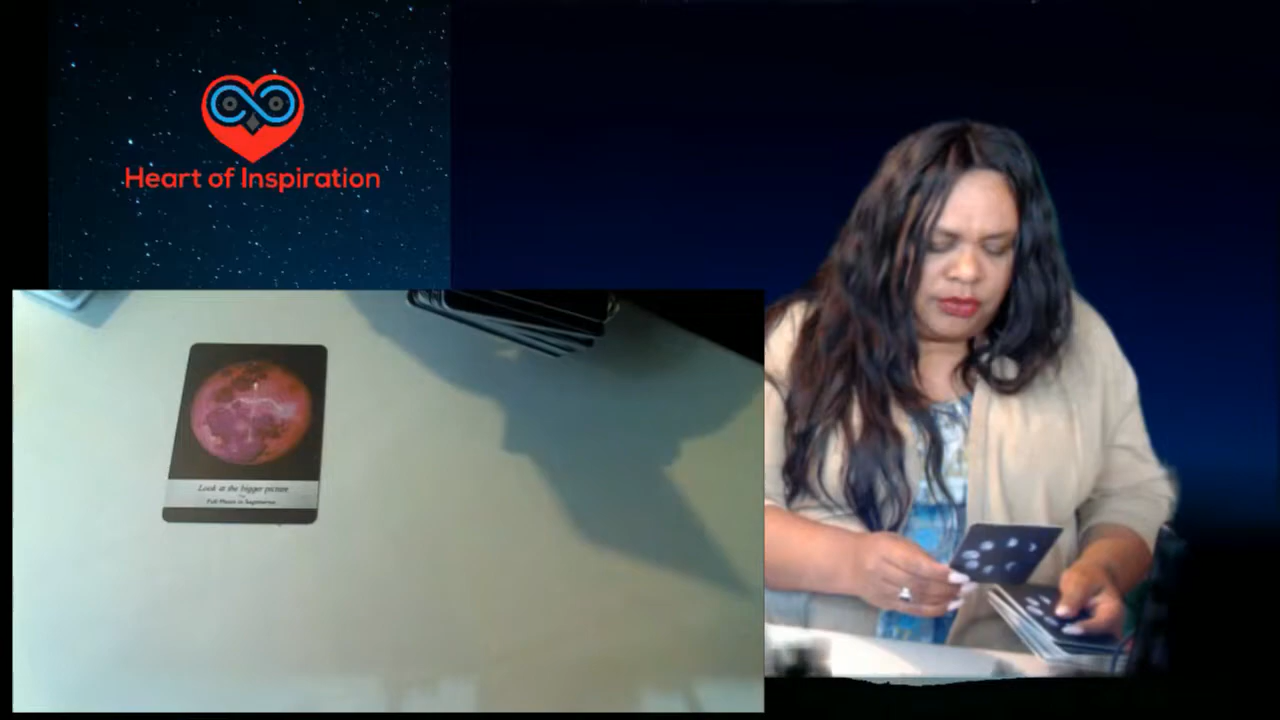 Heart of Inspiration
Look at the bigger picture
Full Moon in Sagittarius